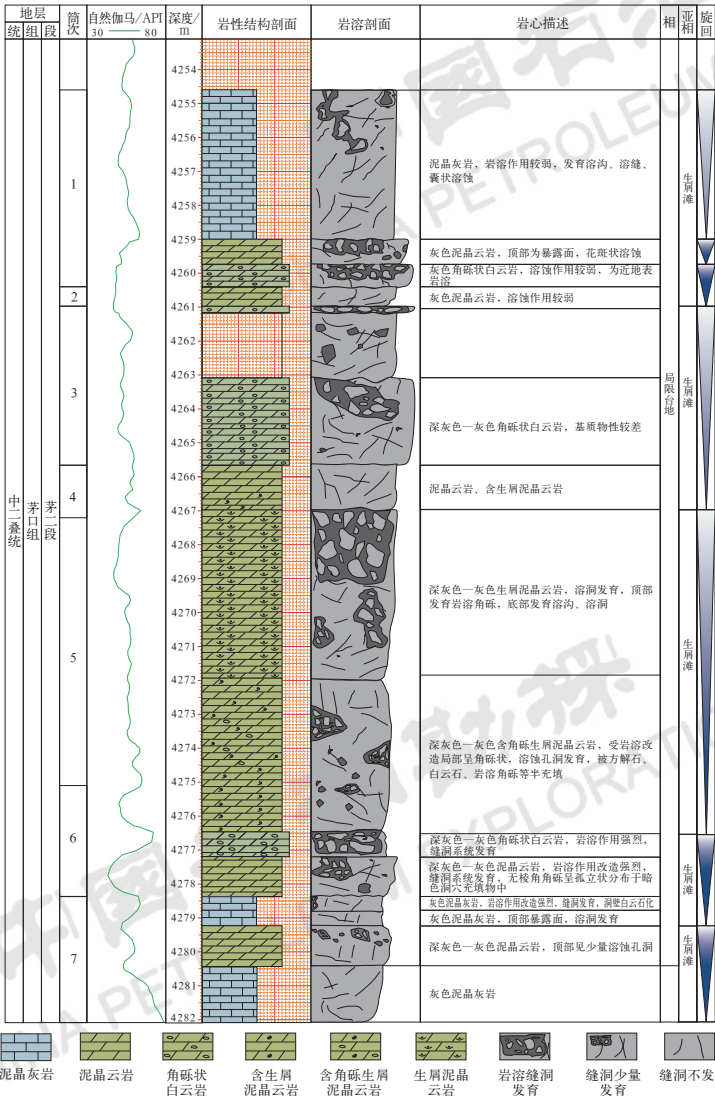 地层
筒次
自然伽马/API
30 80
深度/m
岩性结构剖面
岩溶剖面
岩心描述
相
亚相
旋回
统 组 段
中二叠统
茅口组
茅二段
1
2
3
4
5
6
7
4254
4255
4256
4257
4258
4259
4260
4261
4262
4263
4264
4265
4266
4267
4268
4269
4270
4271
4272
4273
4274
4275
4276
4277
4278
4279
4280
4281
4282
泥晶灰岩，岩溶作用较弱，发育溶沟、溶缝、
囊状溶蚀
灰色泥晶云岩，顶部为暴露面，花斑状溶蚀
灰色角砾状白云岩，溶蚀作用较弱，为近地表
岩溶
灰色泥晶云岩，溶蚀作用较弱
深灰色—灰色角砾状白云岩，基质物性较差
泥晶云岩、含生屑泥晶云岩
深灰色—灰色生屑泥晶云岩，溶洞发育，顶部
发育岩溶角砾，底部发育溶沟、溶洞
深灰色—灰色含角砾生屑泥晶云岩，受岩溶改
造局部呈角砾状，溶蚀孔洞发育，被方解石、
白云石、岩溶角砾等半充填
深灰色—灰色角砾状白云岩，岩溶作用强烈，
缝洞系统发育
深灰色—灰色泥晶云岩，岩溶作用改造强烈，
缝洞系统发育，无棱角角砾呈孤立状分布于暗
色洞穴充填物中
灰色泥晶灰岩，岩溶作用改造强烈，缝洞发育，洞壁白云石化
灰色泥晶灰岩，顶部暴露面，溶洞发育
深灰色—灰色泥晶云岩，顶部见少量溶蚀孔洞
灰色泥晶灰岩
局限台地
生屑滩
生屑滩
生屑滩
生屑滩
生屑滩
泥晶灰岩
泥晶云岩
角砾状
白云岩
含生屑
泥晶云岩
含角砾生屑
泥晶云岩
生屑泥晶
云岩
岩溶缝洞
发育
缝洞少量
发育
缝洞不发